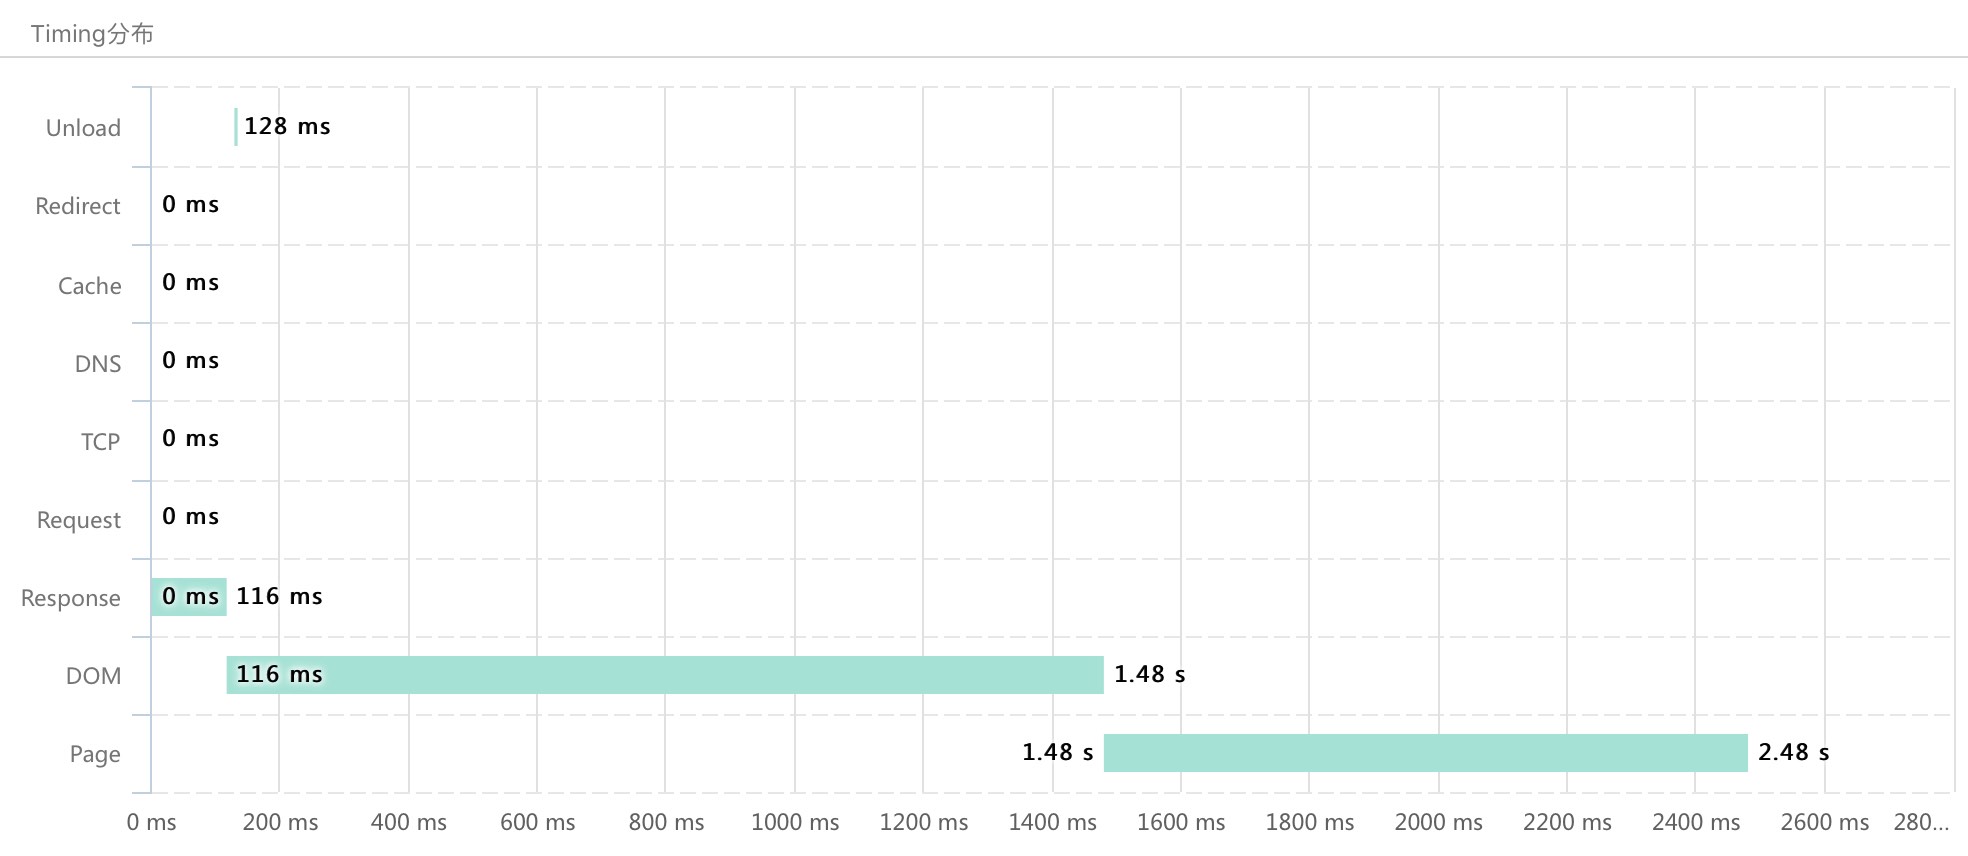 Timing分布
Unload 128 ms
Redirect 0 ms
Cache 0 ms
DNS 0 ms
TCP 0 ms
Request 0 ms
Response 0 ms 116 ms
DOM 116 ms 1.48 s
Page 1.48 s 2.48 s
0 ms 200 ms 400 ms 600 ms 800 ms 1000 ms 1200 ms 1400 ms 1600 ms 1800 ms 2000 ms 2200 ms 2400 ms 2600 ms 280...